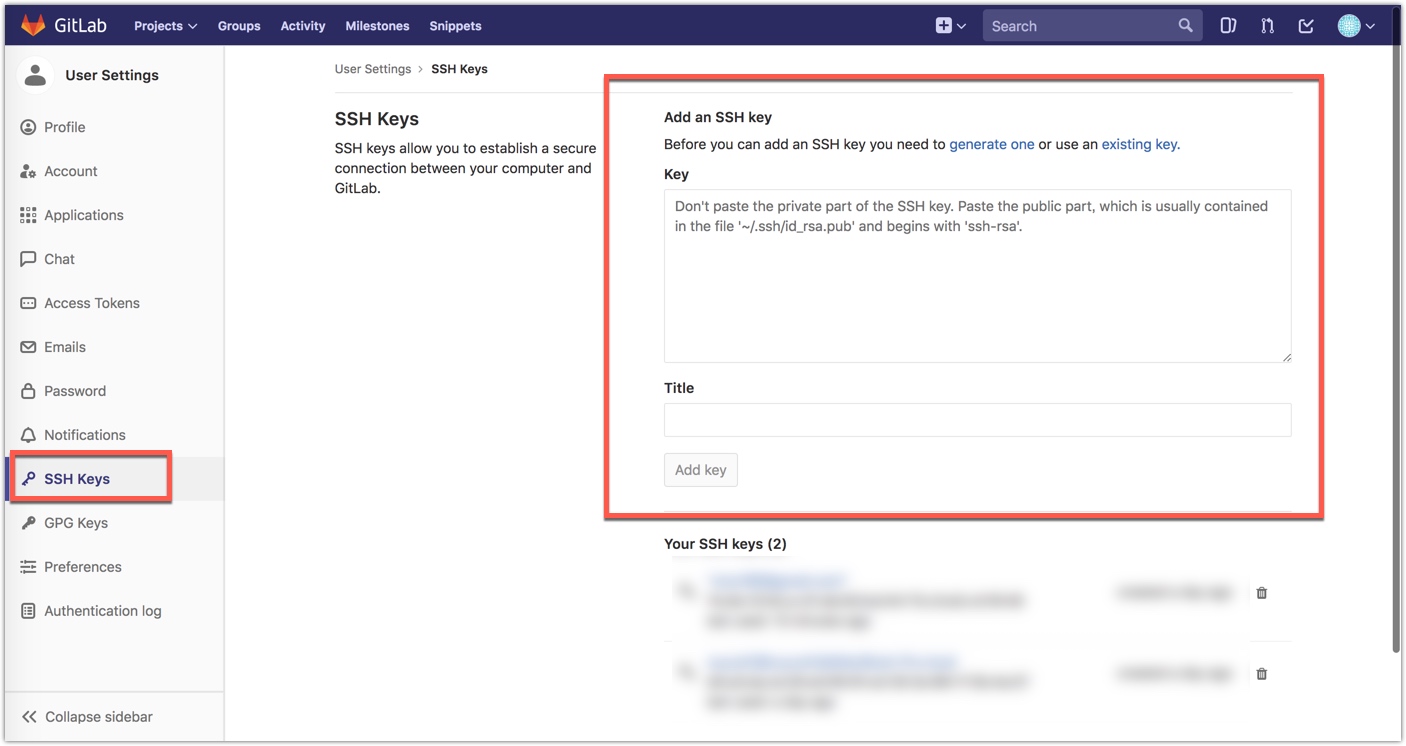 GitLab Projects Groups Activity Milestones Snippets Search
User Settings
Profile
Account
Applications
Chat
Access Tokens
Emails
Password
Notifications
SSH Keys
GPG Keys
Preferences
Authentication log
Collapse sidebar
User Settings > SSH Keys
SSH Keys
SSH keys allow you to establish a secure
connection between your computer and
GitLab.
Add an SSH key
Before you can add an SSH key you need to generate one or use an existing key.
Key
Don't paste the private part of the SSH key. Paste the public part, which is usually contained
in the file '~/.ssh/id_rsa.pub' and begins with 'ssh-rsa'.
Title
Add key
Your SSH keys (2)